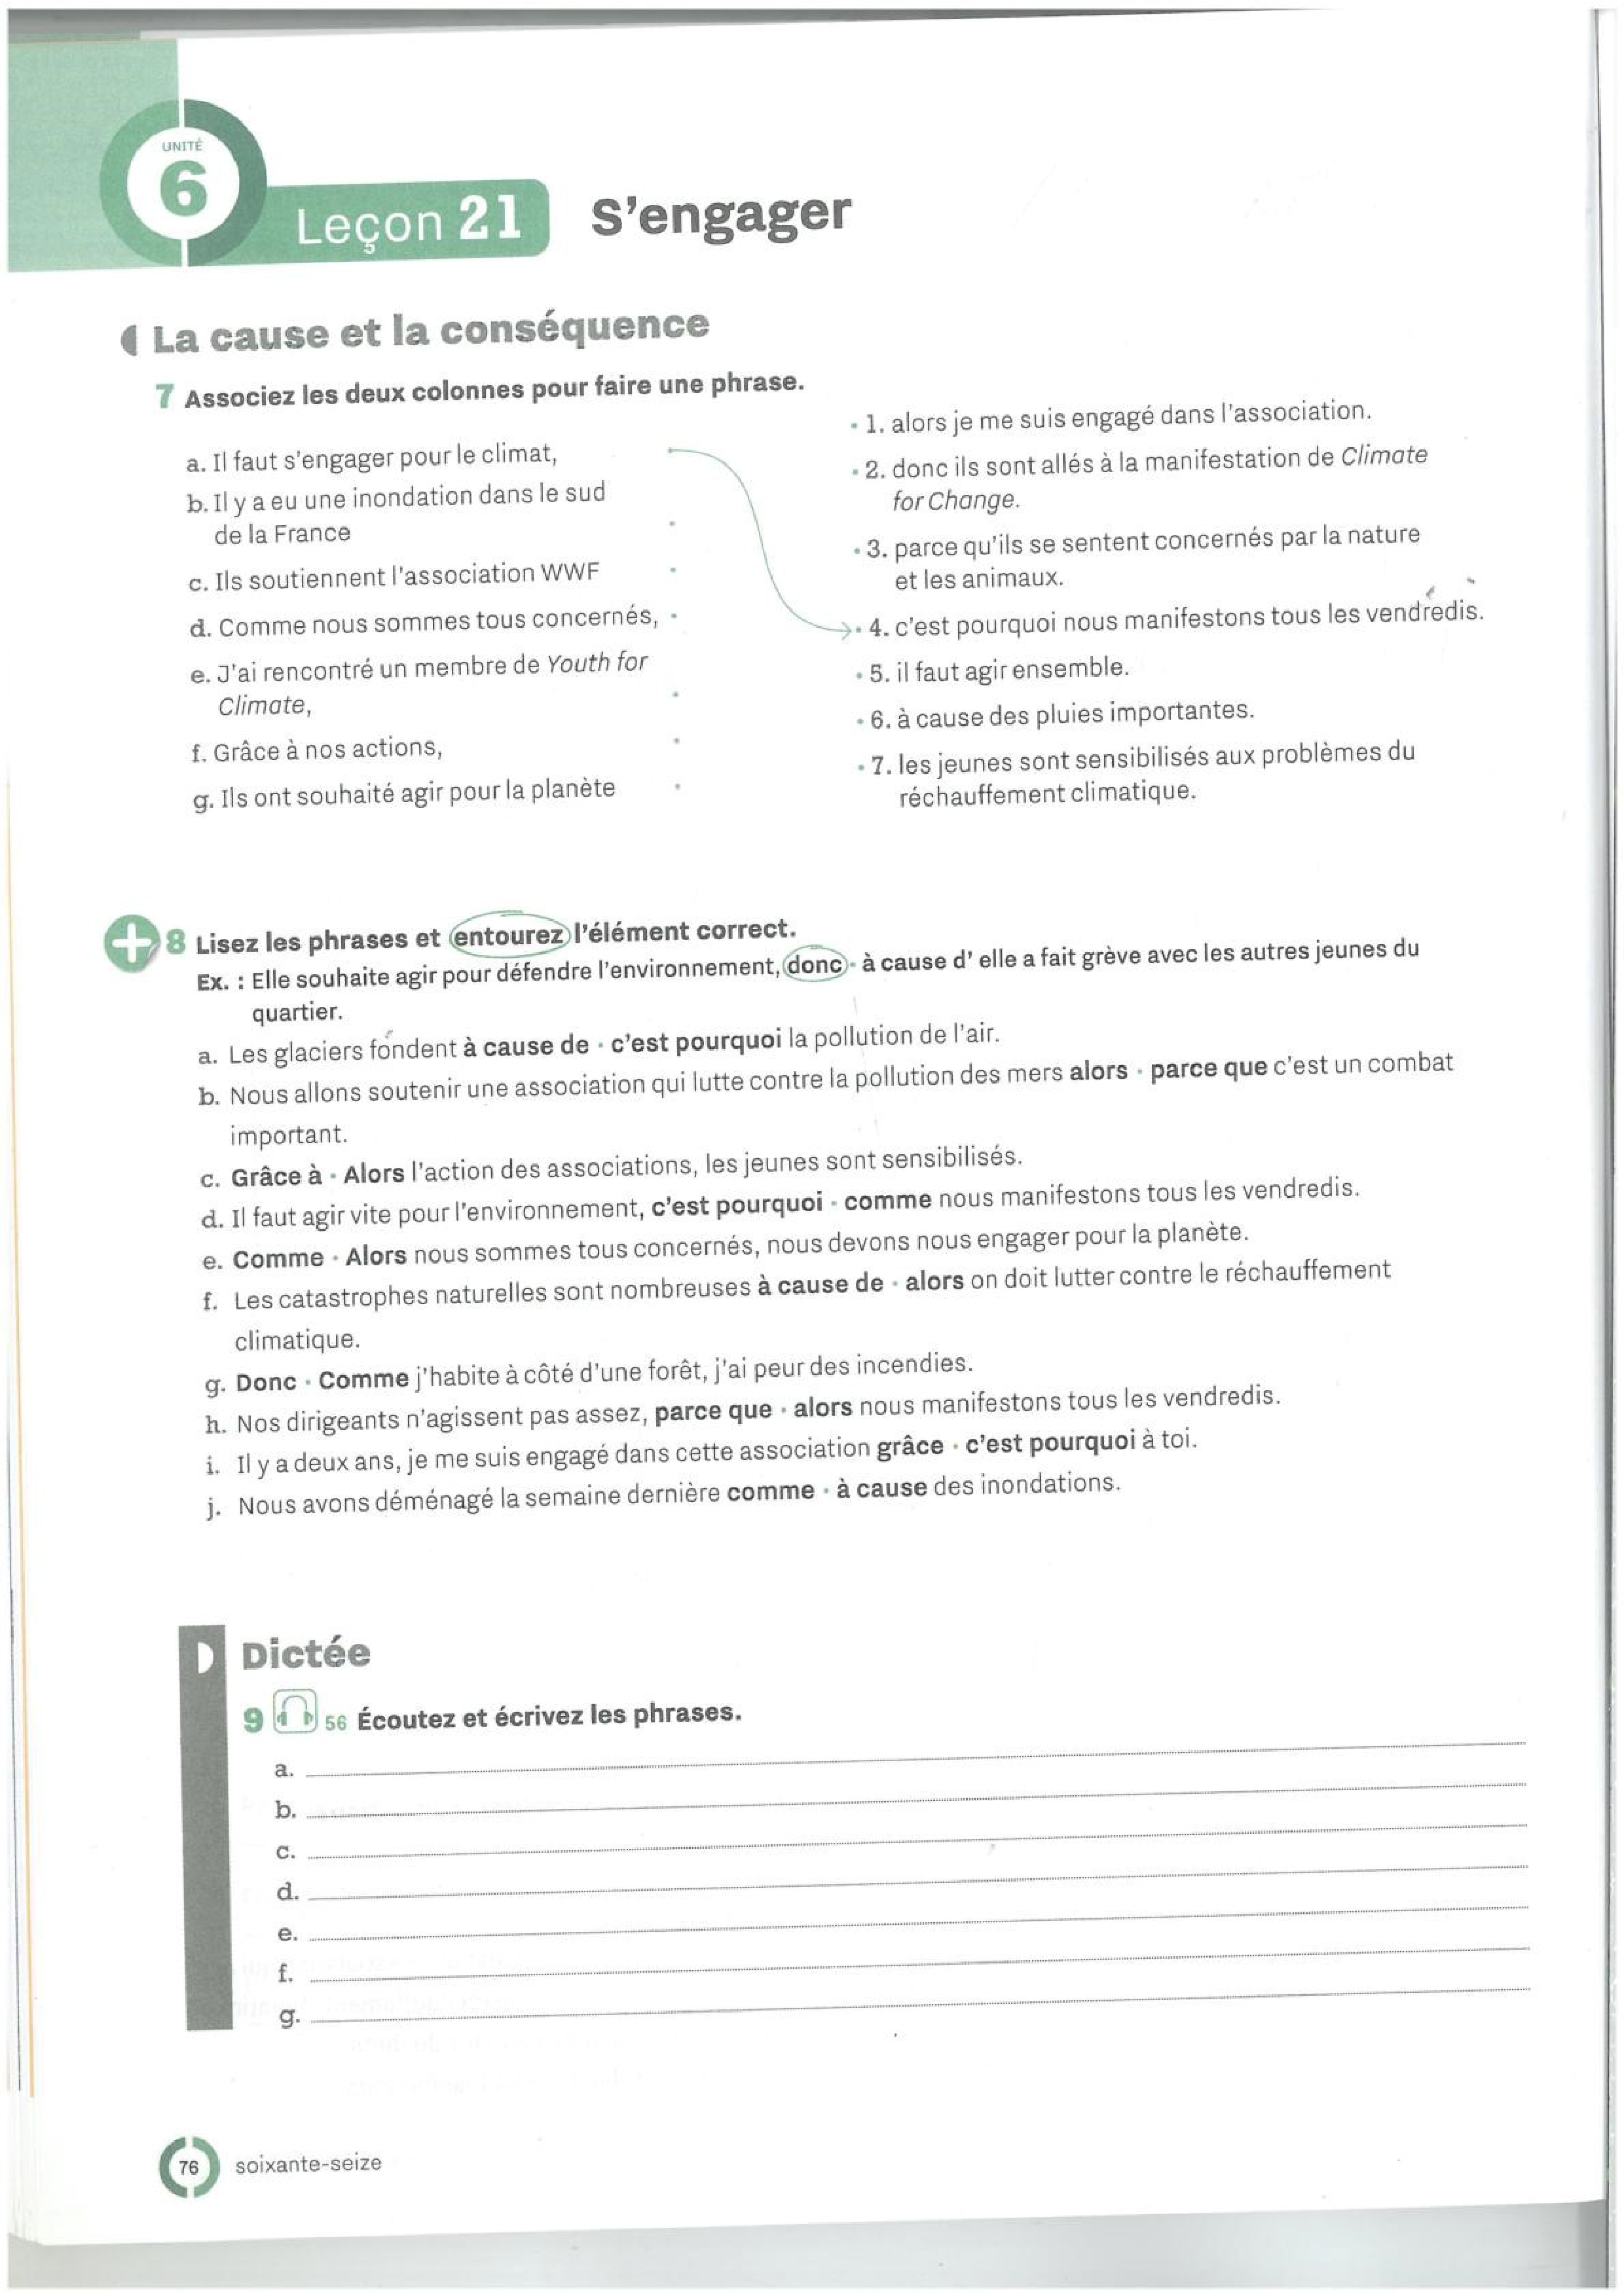 UNITÉ
6
Leçon 21
S'engager
La cause et la conséquence
7 Associez les deux colonnes pour faire une phrase.
a. Il faut s'engager pour le climat,
b. Il y a eu une inondation dans le sud
de la France
c. Ils soutiennent l'association WWF
d. Comme nous sommes tous concernés,
e. J'ai rencontré un membre de Youth for
Climate,
f. Grâce à nos actions,
g. Ils ont souhaité agir pour la planète
1. alors je me suis engagé dans l'association.
2. donc ils sont allés à la manifestation de Climate
for Change.
3. parce qu'ils se sentent concernés par la nature
et les animaux.
4. c'est pourquoi nous manifestons tous les vendredis.
5. il faut agir ensemble.
6. à cause des pluies importantes.
7. les jeunes sont sensibilisés aux problèmes du
réchauffement climatique.
8 Lisez les phrases et entourez l'élément correct.
Ex. : Elle souhaite agir pour défendre l'environnement, donc · à cause d' elle a fait grève avec les autres jeunes du
quartier.
a. Les glaciers fondent à cause de · c'est pourquoi la pollution de l'air.
b. Nous allons soutenir une association qui lutte contre la pollution des mers alors · parce que c'est un combat
important.
c. Grâce à · Alors l'action des associations, les jeunes sont sensibilisés.
d. Il faut agir vite pour l'environnement, c'est pourquoi · comme nous manifestons tous les vendredis.
e. Comme · Alors nous sommes tous concernés, nous devons nous engager pour la planète.
f. Les catastrophes naturelles sont nombreuses à cause de · alors on doit lutter contre le réchauffement
climatique.
g. Donc · Comme j'habite à côté d'une forêt, j'ai peur des incendies.
h. Nos dirigeants n'agissent pas assez, parce que · alors nous manifestons tous les vendredis.
i. Il y a deux ans, je me suis engagé dans cette association grâce · c'est pourquoi à toi.
j. Nous avons déménagé la semaine dernière comme · à cause des inondations.
Dictée
9 56 Écoutez et écrivez les phrases.
a.
b.
c.
d.
e.
f.
g.
76 soixante-seize